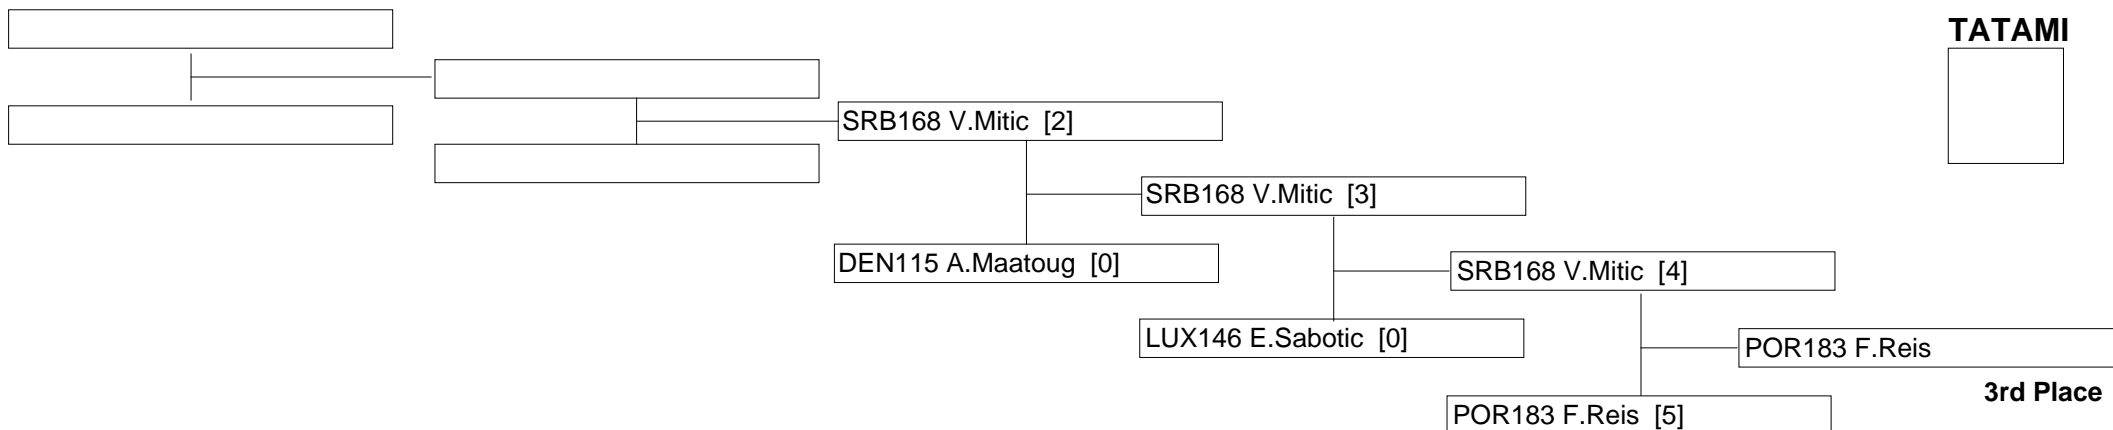 TATAMI
SRB168 V.Mitic [2]
SRB168 V.Mitic [3]
DEN115 A.Maatoug [0]
SRB168 V.Mitic [4]
LUX146 E.Sabotic [0]
POR183 F.Reis
3rd Place
POR183 F.Reis [5]